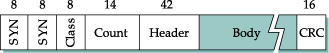 8 8 8 14 42 16
SYN SYN Class Count Header Body CRC